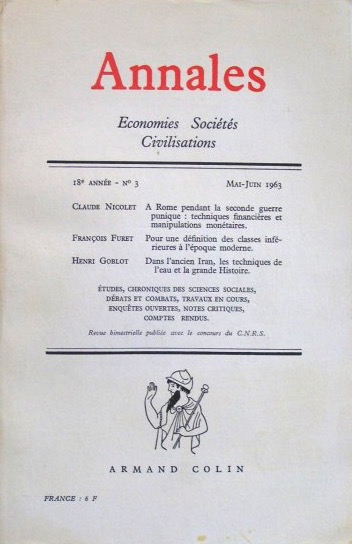 Annales
Economies Sociétés
Civilisations
18e ANNÉE - No 3 MAI-JUIN 1963
CLAUDE NICOLET A Rome pendant la seconde guerre
punique : techniques financières et
manipulations monétaires.
FRANÇOIS FURET Pour une définition des classes infé-
rieures à l'époque moderne.
HENRI GOBLOT Dans l'ancien Iran, les techniques de
l'eau et la grande Histoire.
ÉTUDES, CHRONIQUES DES SCIENCES SOCIALES,
DÉBATS ET COMBATS, TRAVAUX EN COURS,
ENQUÊTES OUVERTES, NOTES CRITIQUES,
COMPTES RENDUS.
Revue bimestrielle publiée avec le concours du C.N.R.S.
ARMAND COLIN
FRANCE : 6 F